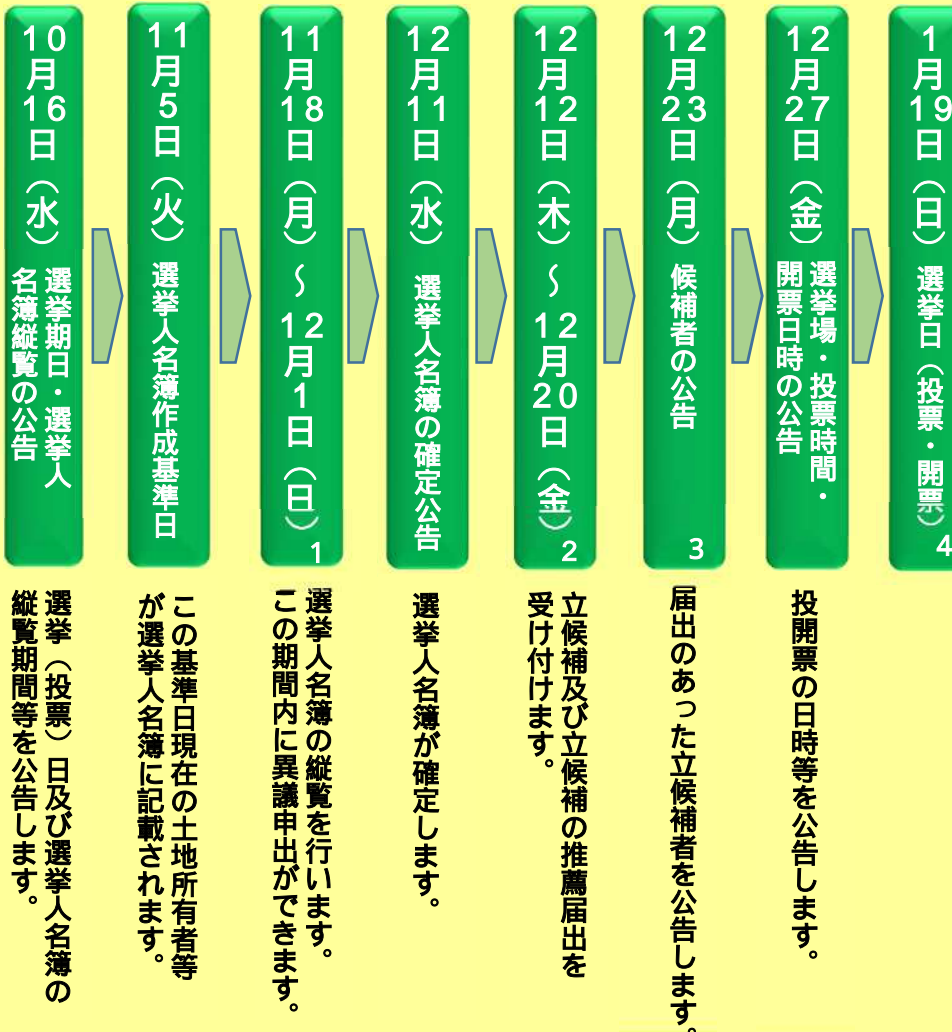 10月16日（水）
選挙期日・選挙人
名簿縦覧の公告
11月5日（火）
選挙人名簿作成基準日
11月18日（月）～12月1日（日）
1
12月11日（水）
選挙人名簿の確定公告
12月12日（木）～12月20日（金）
2
12月23日（月）
候補者の公告
3
12月27日（金）
選挙場・投票時間・
開票日時の公告
1月19日（日）
選挙日（投票・開票）
4
選挙（投票）日及び選挙人名簿の
縦覧期間等を公告します。
この基準日現在の土地所有者等
が選挙人名簿に記載されます。
選挙人名簿の縦覧を行います。
この期間内に異議申出ができます。
選挙人名簿が確定します。
立候補及び立候補の推薦届出を
受け付けます。
届出のあった立候補者を公告します。
投開票の日時等を公告します。